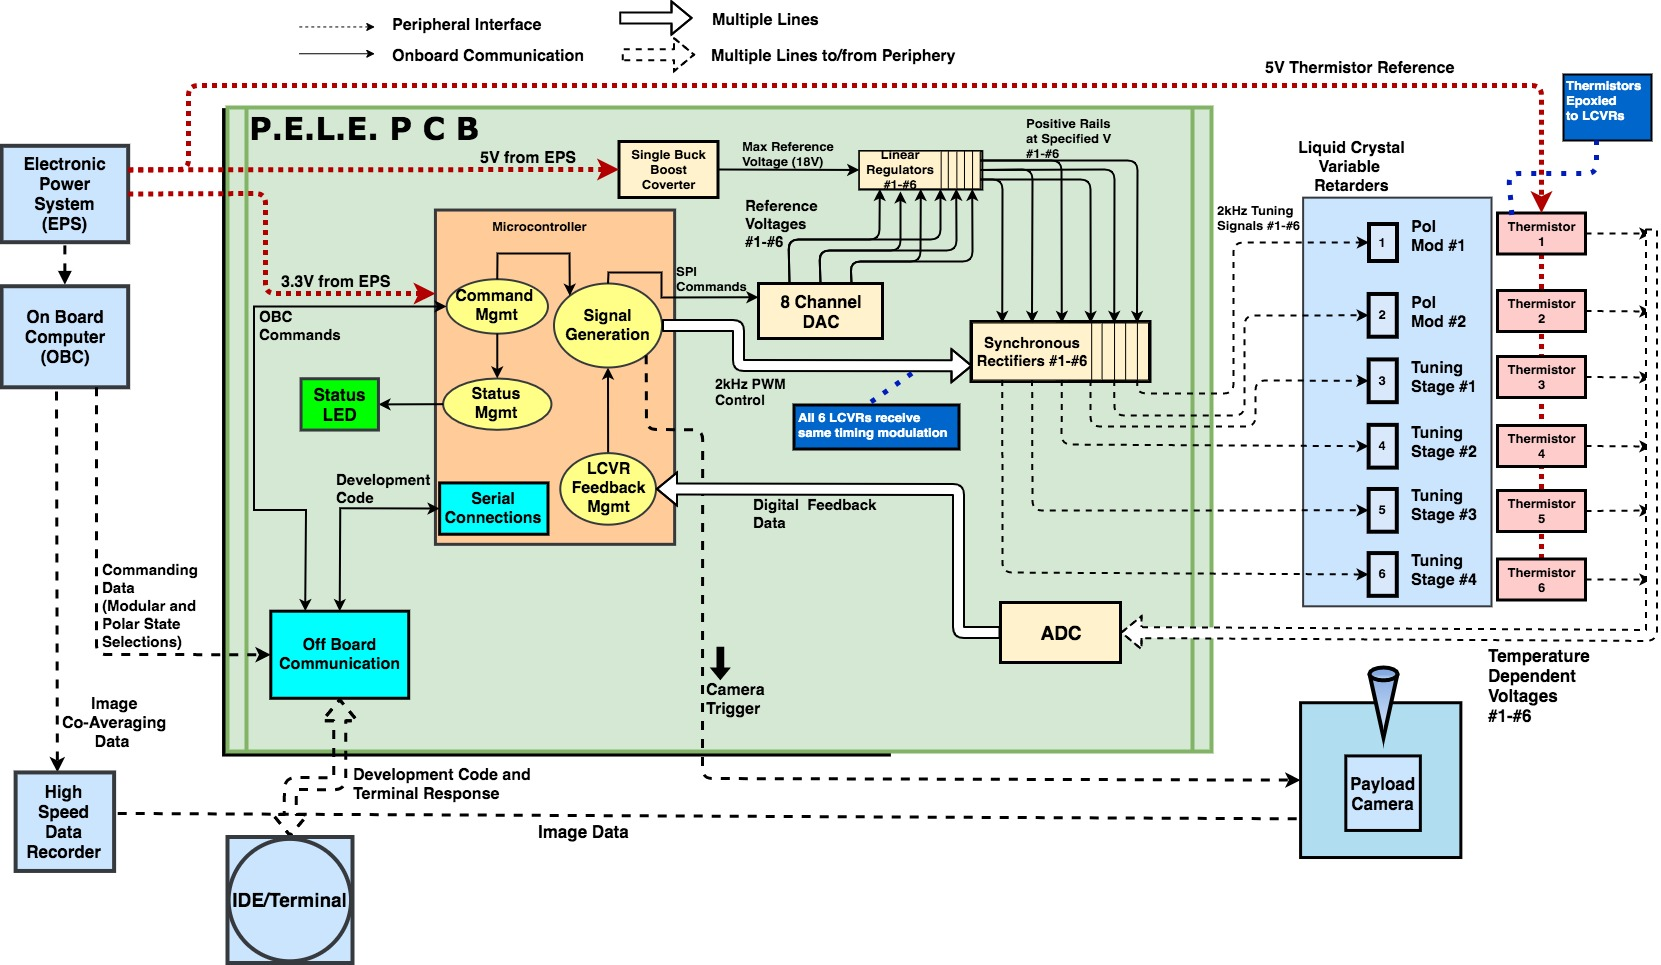 Peripheral Interface
Onboard Communication
Multiple Lines
Multiple Lines to/from Periphery
5V Thermistor Reference
Thermistors
Epoxied
to LCVRs
Electronic
Power
System
(EPS)
P.E.L.E. P C B
5V from EPS
Single Buck
Boost
Coverter
Max Reference
Voltage (18V)
Linear
Regulators
#1-#6
Positive Rails
at Specified V
#1-#6
Liquid Crystal
Variable
Retarders
Reference
Voltages
#1-#6
2kHz Tuning
Signals #1-#6
Microcontroller
3.3V from EPS
On Board
Computer
(OBC)
OBC
Commands
Command
Mgmt
Signal
Generation
SPI
Commands
8 Channel
DAC
Synchronous
Rectifiers #1-#6
Status
LED
Status
Mgmt
2kHz PWM
Control
All 6 LCVRs receive
same timing modulation
LCVR
Feedback
Mgmt
Development
Code
Serial
Connections
Digital Feedback
Data
1
Pol
Mod #1
2
Pol
Mod #2
3
Tuning
Stage #1
4
Tuning
Stage #2
5
Tuning
Stage #3
6
Tuning
Stage #4
Thermistor
1
Thermistor
2
Thermistor
3
Thermistor
4
Thermistor
5
Thermistor
6
Commanding
Data
(Modular and
Polar State
Selections)
Off Board
Communication
ADC
Temperature
Dependent
Voltages
#1-#6
Camera
Trigger
Image
Co-Averaging
Data
High
Speed
Data
Recorder
Development Code and
Terminal Response
Image Data
Payload
Camera
IDE/Terminal